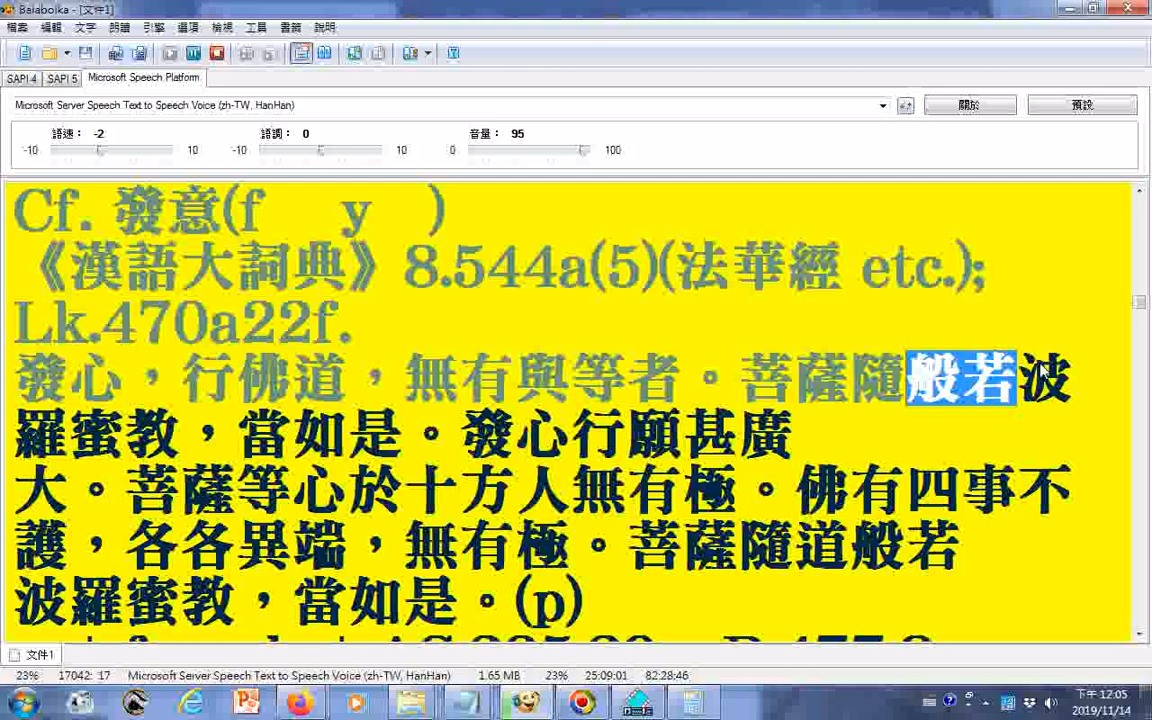 Balabolka - [文件1]
檔案 編輯 文字 朗讀 引擎 選項 檢視 工具 書籤 說明
SAPI 4 SAPI 5 Microsoft Speech Platform
Microsoft Server Speech Text to Speech Voice (zh-TW, HanHan) 關於 預設
語速： -2 語調： 0 音量： 95
-10 10 -10 10 0 100
Cf. 發意(f y )
《漢語大詞典》8.544a(5)(法華經 etc.);
Lk.470a22f.
發心，行佛道，無有與等者。菩薩隨般若波
羅蜜教，當如是。發心行願甚廣
大。菩薩等心於十方人無有極。佛有四事不
護，各各異端，無有極。菩薩隨道般若
波羅蜜教，當如是。(p)
文件1
23% 17042: 17 Microsoft Server Speech Text to Speech Voice (zh-TW, HanHan) 1.65 MB 23% 25:09:01 82:28:46
下午 12:05
2019/11/14